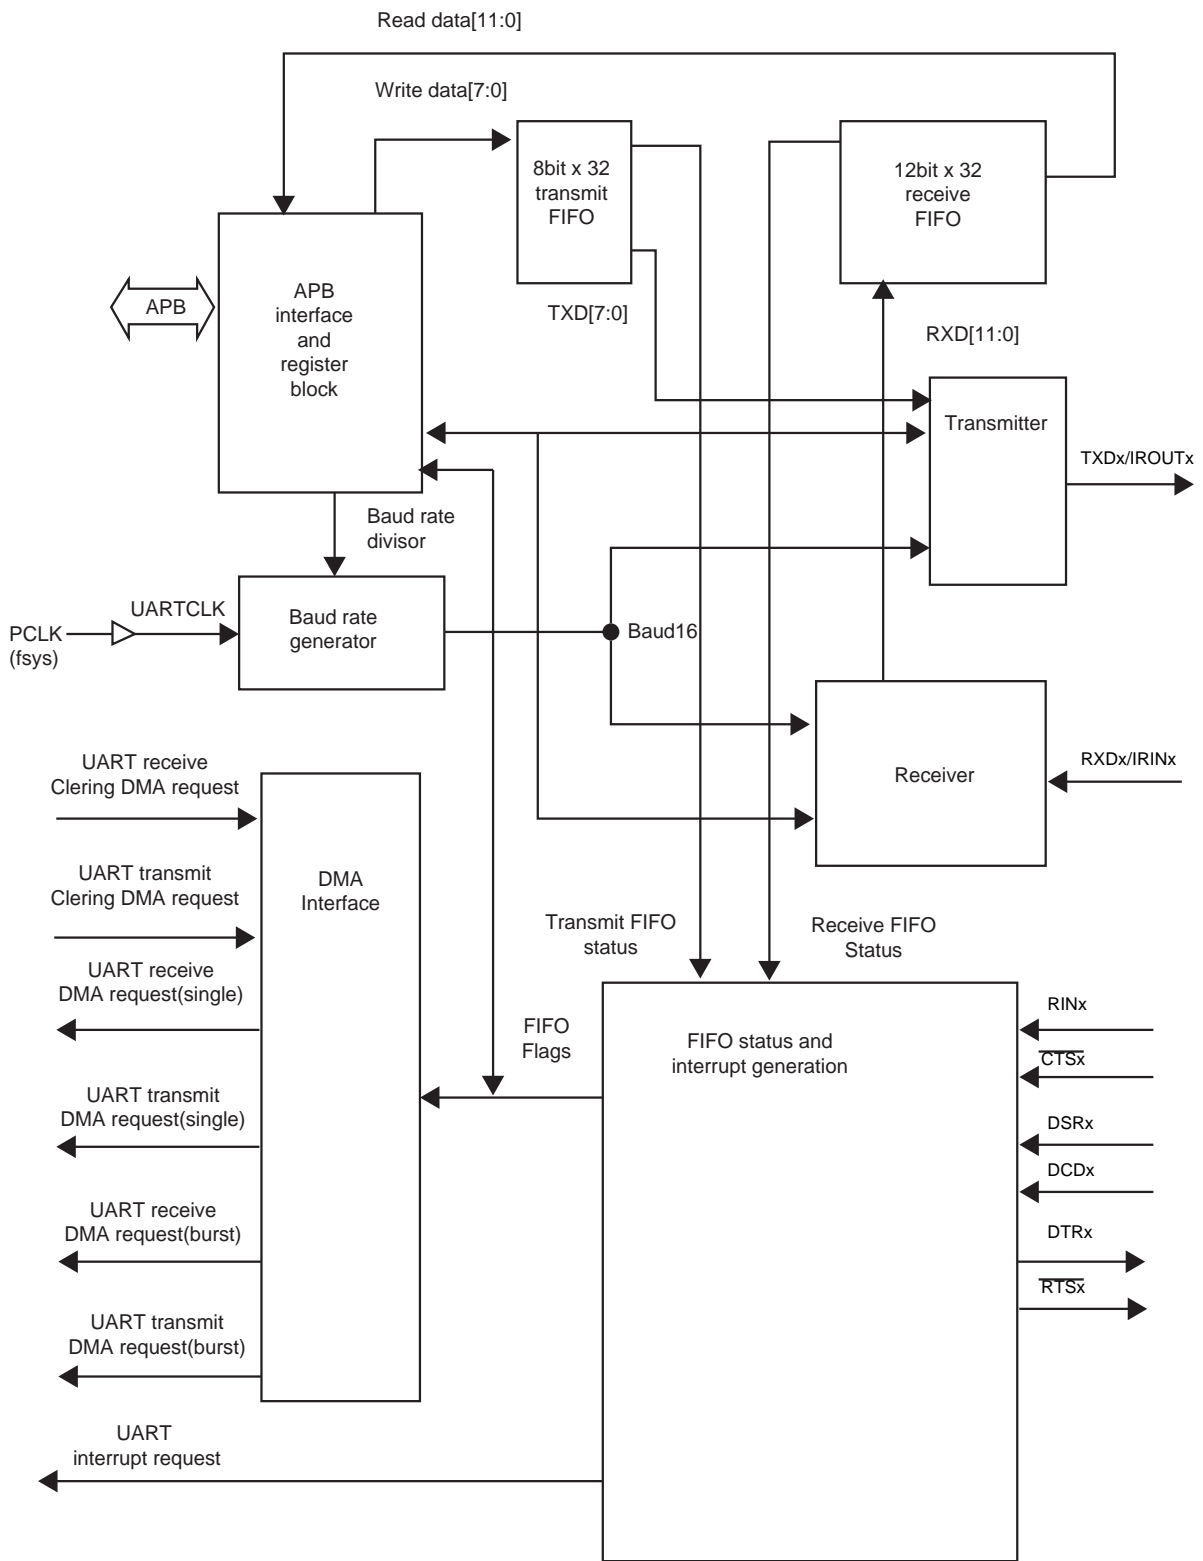 Read data[11:0]
Write data[7:0]
8bit x 32
transmit
FIFO
12bit x 32
receive
FIFO
APB
APB
interface
and
register
block
TXD[7:0]
RXD[11:0]
Transmitter
TXDx/IROUTx
Baud rate
divisor
UARTCLK
PCLK
(fsys)
Baud rate
generator
Baud16
Receiver
RXDx/IRINx
UART receive
Clering DMA request
UART transmit
Clering DMA request
DMA
Interface
UART receive
DMA request(single)
UART transmit
DMA request(single)
UART receive
DMA request(burst)
UART transmit
DMA request(burst)
UART
interrupt request
Transmit FIFO
status
Receive FIFO
Status
FIFO
Flags
FIFO status and
interrupt generation
RINx
CTSx
DSRx
DCDx
DTRx
RTSx